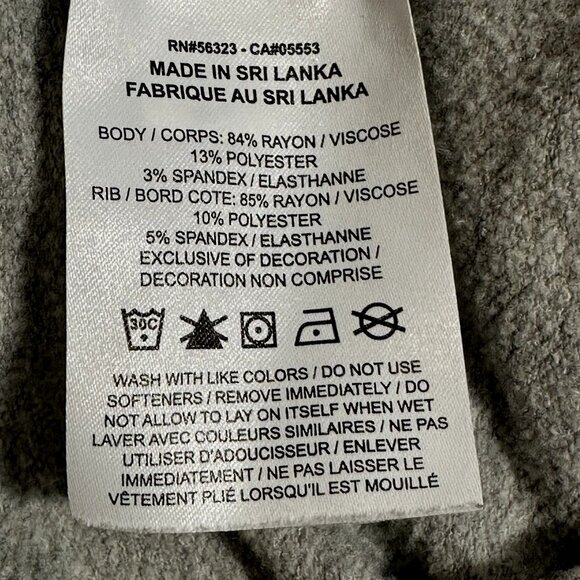 RN#56323 - CA#05553
MADE IN SRI LANKA
FABRIQUE AU SRI LANKA
BODY / CORPS: 84% RAYON / VISCOSE
13% POLYESTER
3% SPANDEX / ELASTHANNE
RIB / BORD COTE: 85% RAYON / VISCOSE
10% POLYESTER
5% SPANDEX / ELASTHANNE
EXCLUSIVE OF DECORATION /
DECORATION NON COMPRISE
30C
WASH WITH LIKE COLORS / DO NOT USE
SOFTENERS / REMOVE IMMEDIATELY / DO
NOT ALLOW TO LAY ON ITSELF WHEN WET
LAVER AVEC COULEURS SIMILAIRES / NE PAS
UTILISER D'ADOUCISSEUR / ENLEVER
IMMEDIATEMENT / NE PAS LAISSER LE
VÊTEMENT PLIÉ LORSQU'IL EST MOUILLÉ